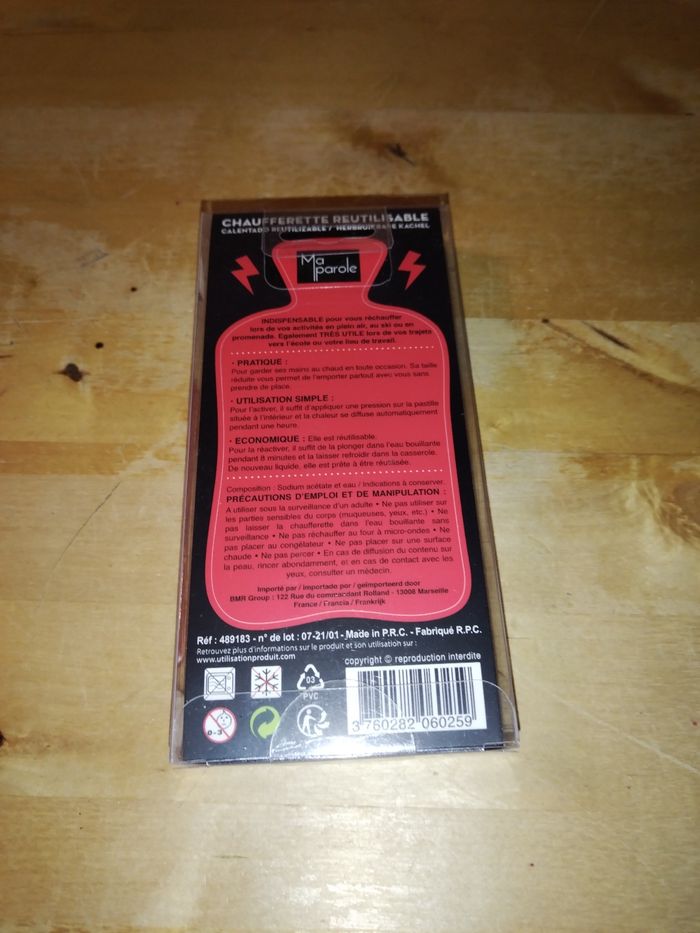 CHAUFFERETTE REUTILISABLE
CALENTADO REUTILIZABLE / HERBRUIKBARE KACHEL
Ma
parole
INDISPENSABLE pour vous réchauffer
lors de vos activités en plein air, au ski ou en
promenade. Egalement TRÈS UTILE lors de vos trajets
vers l'école ou votre lieu de travail.
· PRATIQUE :
Pour garder ses mains au chaud en toute occasion. Sa taille
réduite vous permet de l'emporter partout avec vous sans
prendre de place.
· UTILISATION SIMPLE :
Pour l'activer, il suffit d'appliquer une pression sur la pastille
située à l'intérieur et la chaleur se diffuse automatiquement
pendant une heure.
· ECONOMIQUE : Elle est réutilisable.
Pour la réactiver, il suffit de la plonger dans l'eau bouillante
pendant 8 minutes et la laisser refroidir dans la casserole.
De nouveau liquide, elle est prête à être réutilisée.
Composition : Sodium acétate et eau / Indications à conserver.
PRÉCAUTIONS D'EMPLOI ET DE MANIPULATION :
A utiliser sous la surveillance d'un adulte • Ne pas utiliser sur
les parties sensibles du corps (muqueuses, yeux, etc.) • Ne
pas laisser la chaufferette dans l'eau bouillante sans
surveillance • Ne pas réchauffer au four à micro-ondes • Ne
pas placer au congélateur • Ne pas placer sur une surface
chaude • Ne pas percer • En cas de diffusion du contenu sur
la peau, rincer abondamment, et en cas de contact avec les
yeux, consulter un médecin.
Importé par / importado por / geïmporteerd door
BMR Group : 122 Rue du commandant Rolland - 13008 Marseille
France / Francia / Frankrijk
Réf : 489183 - n° de lot : 07-21/01 - Made in P.R.C. - Fabriqué R.P.C.
Retrouvez plus d'informations sur le produit et son utilisation sur :
www.utilisationproduit.com
copyright © reproduction interdite
03
PVC
0-3
3 760282 060259